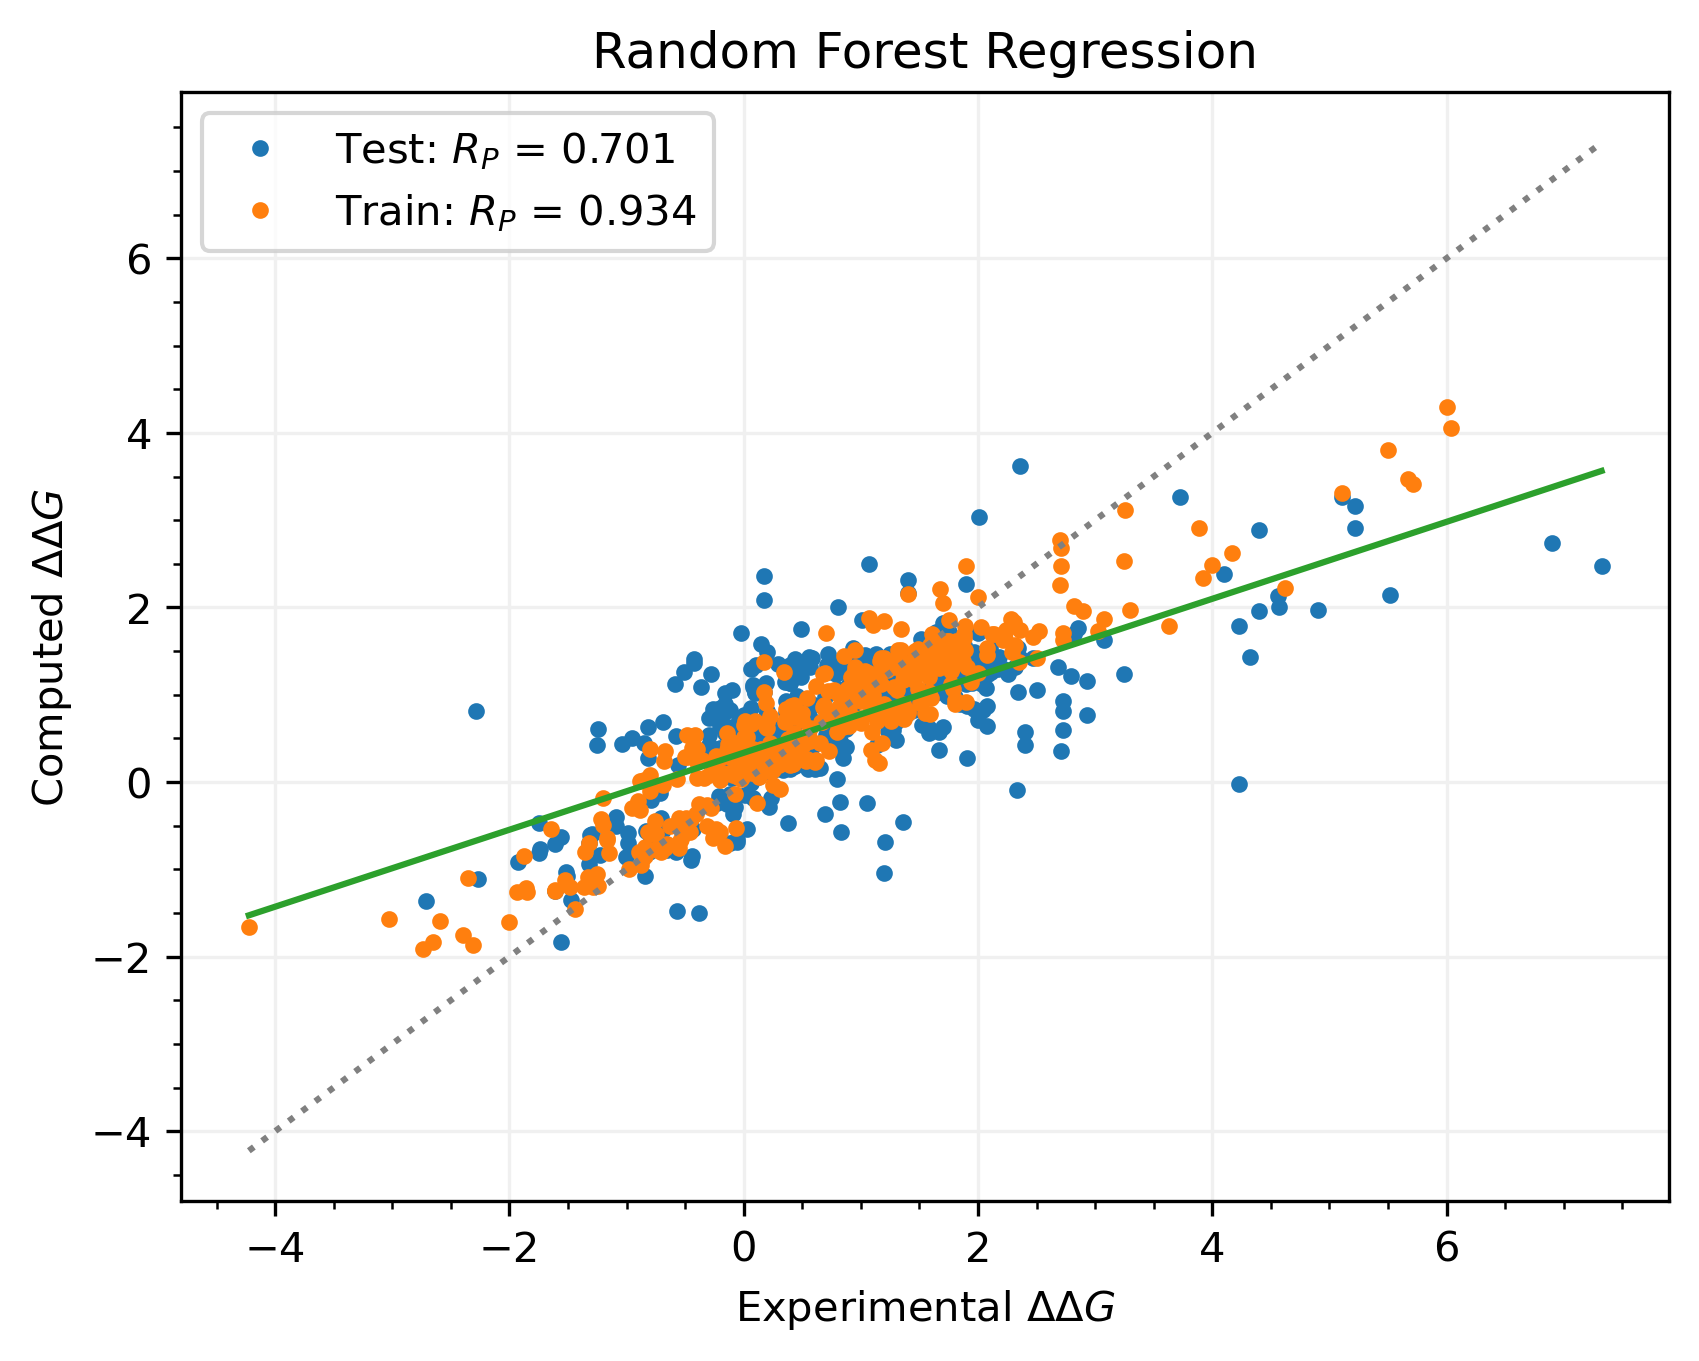 Random Forest Regression
Test: R_P = 0.701
Train: R_P = 0.934
6
4
2
0
−2
−4
Computed ΔΔG
−4 −2 0 2 4 6
Experimental ΔΔG